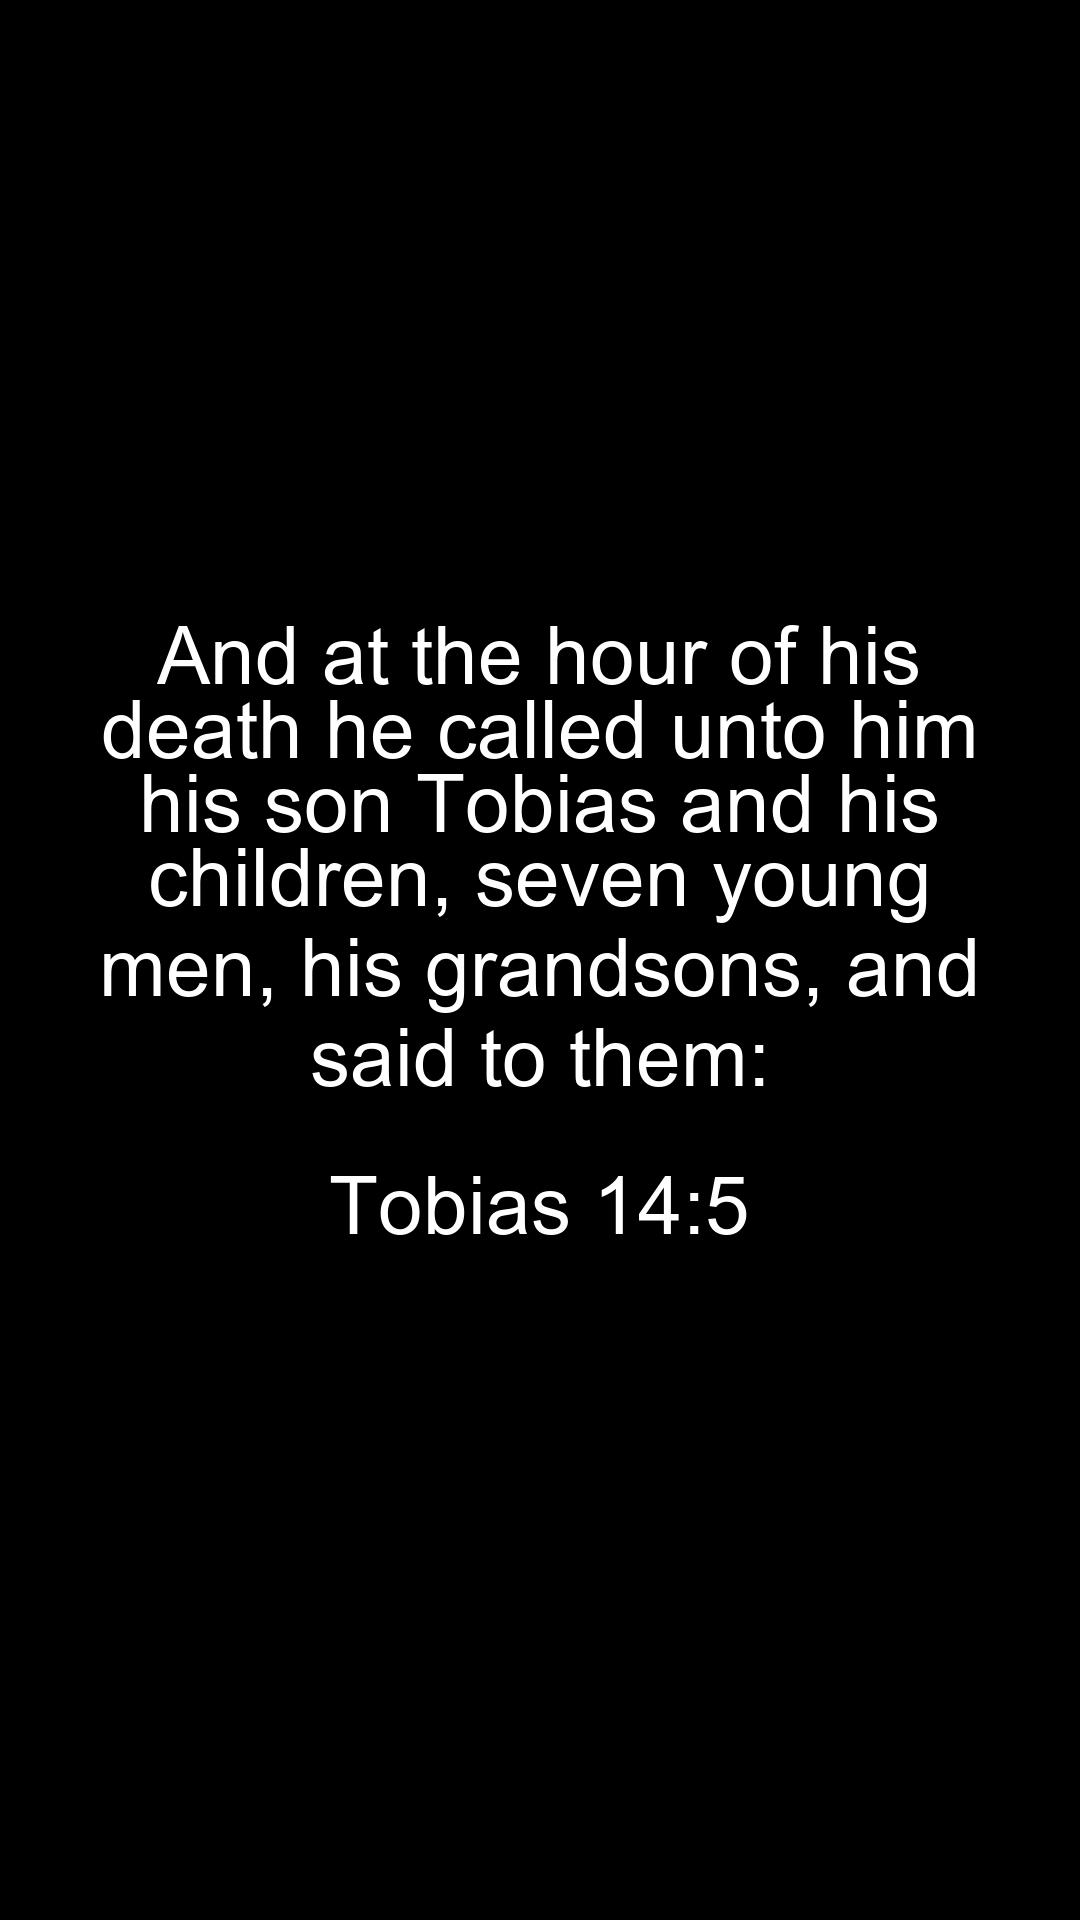 And at the hour of his
death he called unto him
his son Tobias and his
children, seven young
men, his grandsons, and
said to them:
Tobias 14:5